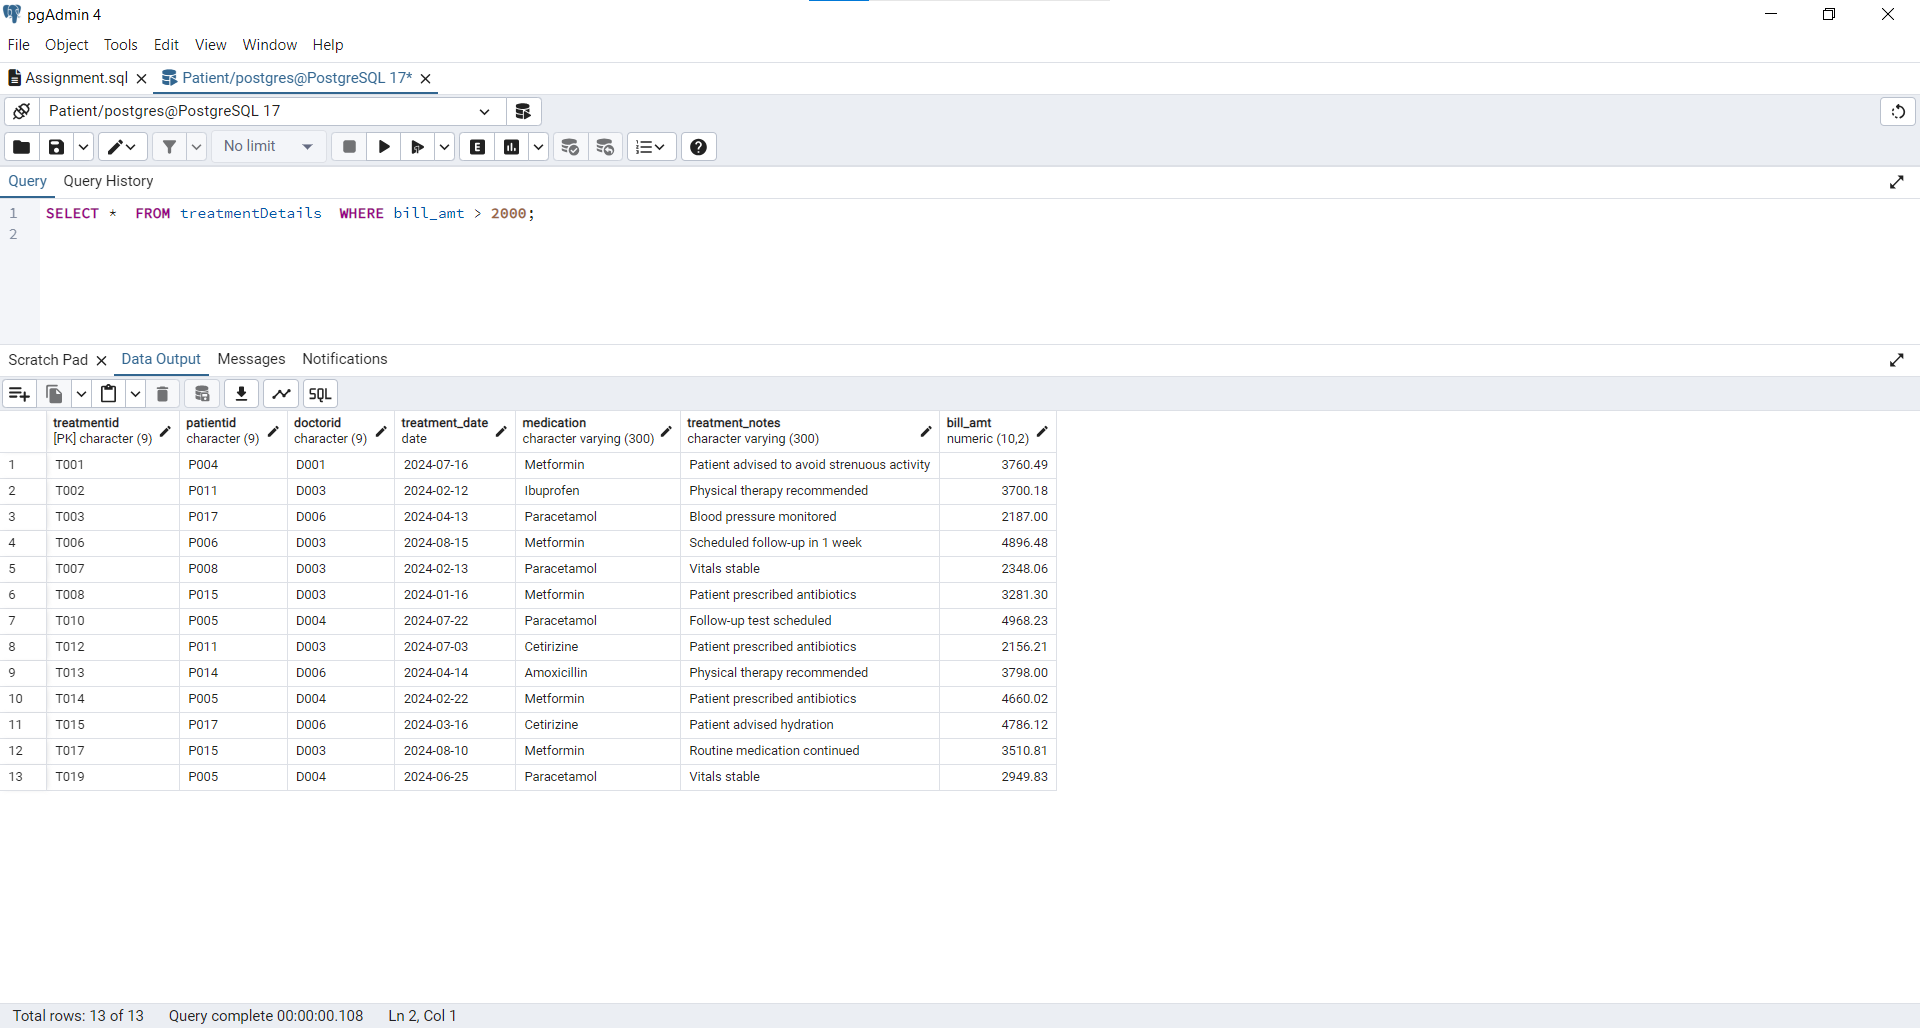 pgAdmin 4
File Object Tools Edit View Window Help
Assignment.sql Patient/postgres@PostgreSQL 17*
Patient/postgres@PostgreSQL 17
No limit E
Query Query History
1 SELECT * FROM treatmentDetails WHERE bill_amt > 2000;
2
Scratch Pad Data Output Messages Notifications
SQL
treatmentid patientid doctorid treatment_date medication treatment_notes bill_amt
[PK] character (9) character (9) character (9) date character varying (300) character varying (300) numeric (10,2)
1 T001 P004 D001 2024-07-16 Metformin Patient advised to avoid strenuous activity 3760.49
2 T002 P011 D003 2024-02-12 Ibuprofen Physical therapy recommended 3700.18
3 T003 P017 D006 2024-04-13 Paracetamol Blood pressure monitored 2187.00
4 T006 P006 D003 2024-08-15 Metformin Scheduled follow-up in 1 week 4896.48
5 T007 P008 D003 2024-02-13 Paracetamol Vitals stable 2348.06
6 T008 P015 D003 2024-01-16 Metformin Patient prescribed antibiotics 3281.30
7 T010 P005 D004 2024-07-22 Paracetamol Follow-up test scheduled 4968.23
8 T012 P011 D003 2024-07-03 Cetirizine Patient prescribed antibiotics 2156.21
9 T013 P014 D006 2024-04-14 Amoxicillin Physical therapy recommended 3798.00
10 T014 P005 D004 2024-02-22 Metformin Patient prescribed antibiotics 4660.02
11 T015 P017 D006 2024-03-16 Cetirizine Patient advised hydration 4786.12
12 T017 P015 D003 2024-08-10 Metformin Routine medication continued 3510.81
13 T019 P005 D004 2024-06-25 Paracetamol Vitals stable 2949.83
Total rows: 13 of 13 Query complete 00:00:00.108 Ln 2, Col 1